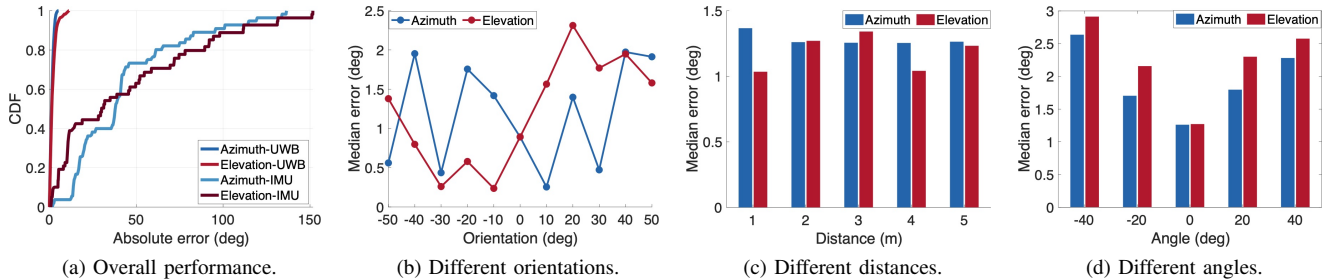 CDF
1
0.8
0.6
0.4
0.2
0
0 50 100 150
Absolute error (deg)
Azimuth-UWB
Elevation-UWB
Azimuth-IMU
Elevation-IMU
(a) Overall performance.
Median error (deg)
2.5
2
1.5
1
0.5
0
-50 -40 -30 -20 -10 0 10 20 30 40 50
Orientation (deg)
Azimuth Elevation
(b) Different orientations.
Median error (deg)
1.5
1
0.5
0
1 2 3 4 5
Distance (m)
Azimuth Elevation
(c) Different distances.
Median error (deg)
3
2.5
2
1.5
1
0.5
0
-40 -20 0 20 40
Angle (deg)
Azimuth Elevation
(d) Different angles.